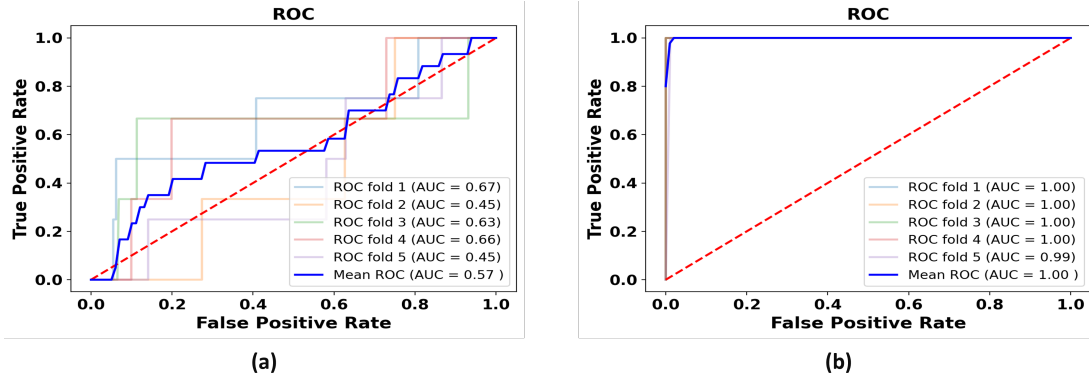 ROC
True Positive Rate
1.0
0.8
0.6
0.4
0.2
0.0
ROC fold 1 (AUC = 0.67)
ROC fold 2 (AUC = 0.45)
ROC fold 3 (AUC = 0.63)
ROC fold 4 (AUC = 0.66)
ROC fold 5 (AUC = 0.45)
Mean ROC (AUC = 0.57 )
0.0 0.2 0.4 0.6 0.8 1.0
False Positive Rate
(a)
ROC
True Positive Rate
1.0
0.8
0.6
0.4
0.2
0.0
ROC fold 1 (AUC = 1.00)
ROC fold 2 (AUC = 1.00)
ROC fold 3 (AUC = 1.00)
ROC fold 4 (AUC = 1.00)
ROC fold 5 (AUC = 0.99)
Mean ROC (AUC = 1.00 )
0.0 0.2 0.4 0.6 0.8 1.0
False Positive Rate
(b)